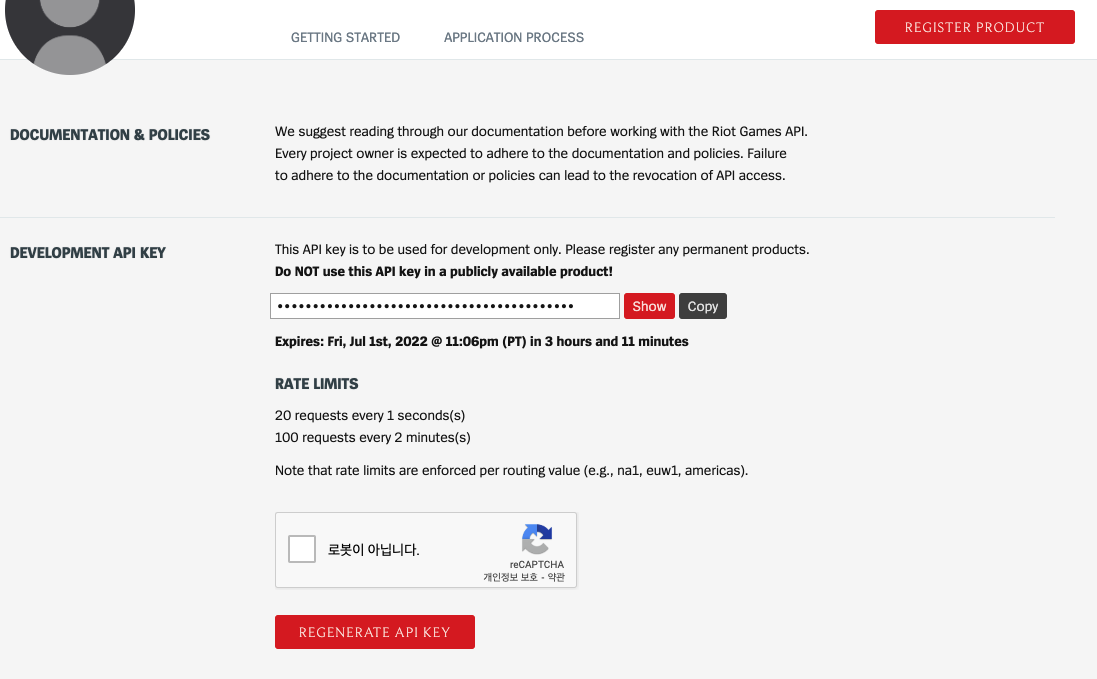 GETTING STARTED
APPLICATION PROCESS
REGISTER PRODUCT
DOCUMENTATION & POLICIES
We suggest reading through our documentation before working with the Riot Games API.
Every project owner is expected to adhere to the documentation and policies. Failure
to adhere to the documentation or policies can lead to the revocation of API access.
DEVELOPMENT API KEY
This API key is to be used for development only. Please register any permanent products.
Do NOT use this API key in a publicly available product!
••••••••••••••••••••••••••••••••••••••••••
Show
Copy
Expires: Fri, Jul 1st, 2022 @ 11:06pm (PT) in 3 hours and 11 minutes
RATE LIMITS
20 requests every 1 seconds(s)
100 requests every 2 minutes(s)
Note that rate limits are enforced per routing value (e.g., na1, euw1, americas).
로봇이 아닙니다.
reCAPTCHA
개인정보 보호 - 약관
REGENERATE API KEY